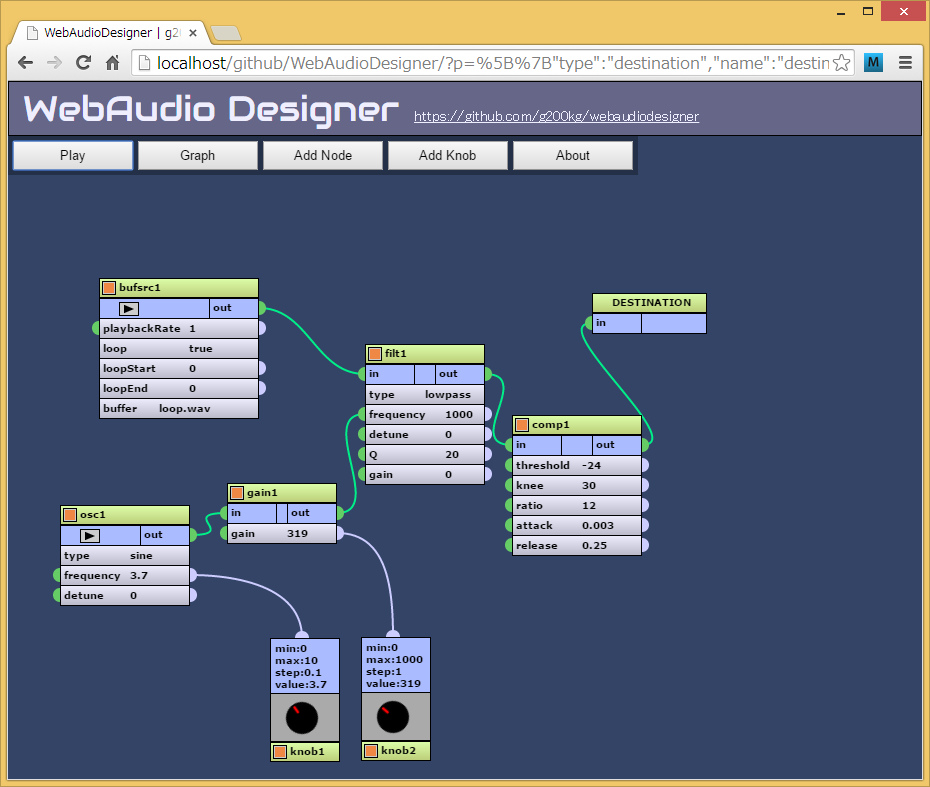 WebAudioDesigner | g2
localhost/github/WebAudioDesigner/?p=%5B%7B"type":"destination","name":"destin
WebAudio Designer https://github.com/g200kg/webaudiodesigner
Play Graph Add Node Add Knob About
bufsrc1
out
playbackRate 1
loop true
loopStart 0
loopEnd 0
buffer loop.wav
DESTINATION
in
filt1
in out
type lowpass
frequency 1000
detune 0
Q 20
gain 0
comp1
in out
threshold -24
knee 30
ratio 12
attack 0.003
release 0.25
gain1
in out
gain 319
osc1
out
type sine
frequency 3.7
detune 0
min:0
max:10
step:0.1
value:3.7
knob1
min:0
max:1000
step:1
value:319
knob2
M